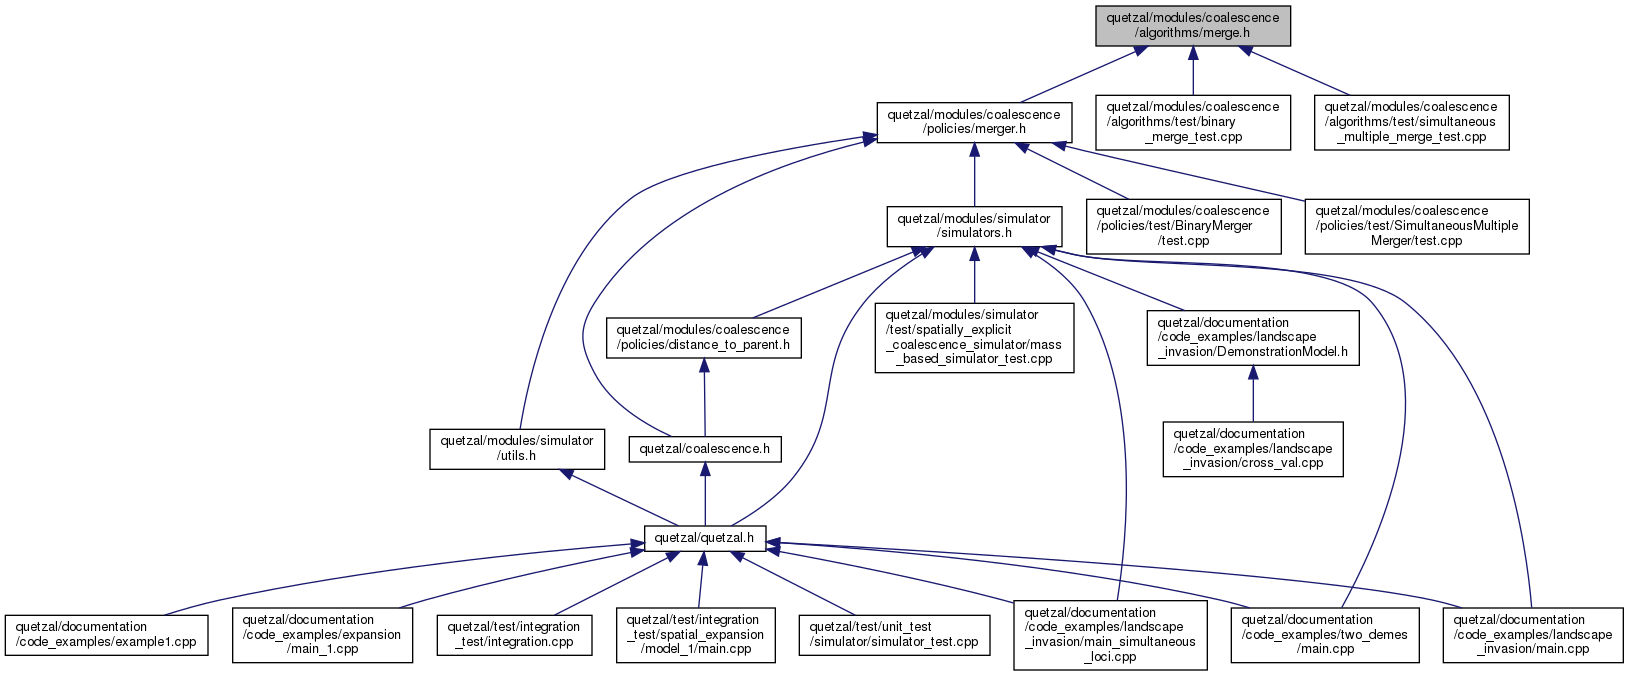 quetzal/modules/coalescence
/algorithms/merge.h
quetzal/modules/coalescence
/policies/merger.h
quetzal/modules/coalescence
/algorithms/test/binary
_merge_test.cpp
quetzal/modules/coalescence
/algorithms/test/simultaneous
_multiple_merge_test.cpp
quetzal/modules/simulator
/simulators.h
quetzal/modules/coalescence
/policies/test/BinaryMerger
/test.cpp
quetzal/modules/coalescence
/policies/test/SimultaneousMultiple
Merger/test.cpp
quetzal/modules/coalescence
/policies/distance_to_parent.h
quetzal/modules/simulator
/test/spatially_explicit
_coalescence_simulator/mass
_based_simulator_test.cpp
quetzal/documentation
/code_examples/landscape
_invasion/DemonstrationModel.h
quetzal/modules/simulator
/utils.h
quetzal/coalescence.h
quetzal/documentation
/code_examples/landscape
_invasion/cross_val.cpp
quetzal/quetzal.h
quetzal/documentation
/code_examples/example1.cpp
quetzal/documentation
/code_examples/expansion
/main_1.cpp
quetzal/test/integration
_test/integration.cpp
quetzal/test/integration
_test/spatial_expansion
/model_1/main.cpp
quetzal/test/unit_test
/simulator/simulator_test.cpp
quetzal/documentation
/code_examples/landscape
_invasion/main_simultaneous
_loci.cpp
quetzal/documentation
/code_examples/two_demes
/main.cpp
quetzal/documentation
/code_examples/landscape
_invasion/main.cpp